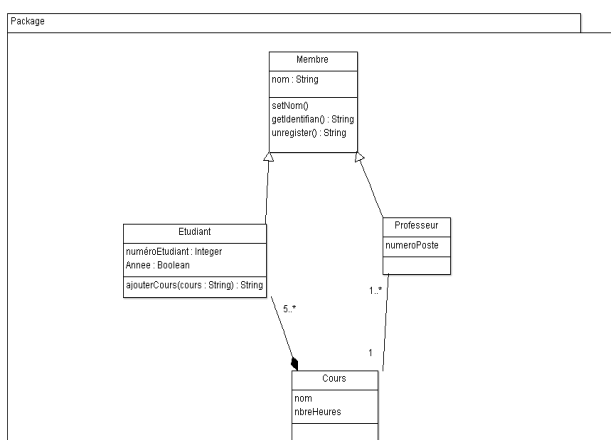 Package
Membre
nom : String
setNom()
getIdentifian() : String
unregister() : String
Etudiant
numéroEtudiant : Integer
Annee : Boolean
ajouterCours(cours : String) : String
Professeur
numeroPoste
5..*
1..*
1
Cours
nom
nbreHeures